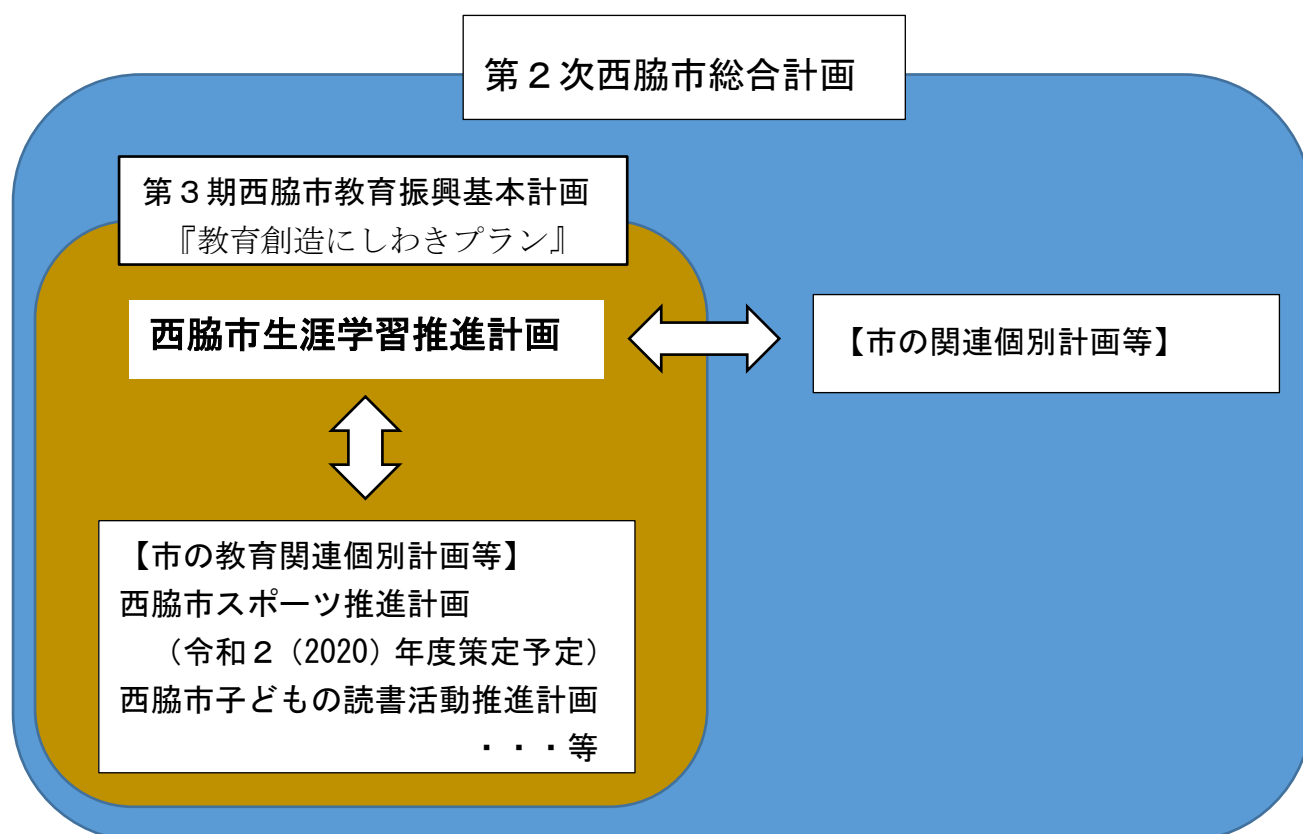 第２次西脇市総合計画
第３期西脇市教育振興基本計画
『教育創造にしわきプラン』
西脇市生涯学習推進計画
【市の関連個別計画等】
【市の教育関連個別計画等】
西脇市スポーツ推進計画
（令和２（2020）年度策定予定）
西脇市子どもの読書活動推進計画
・・・等